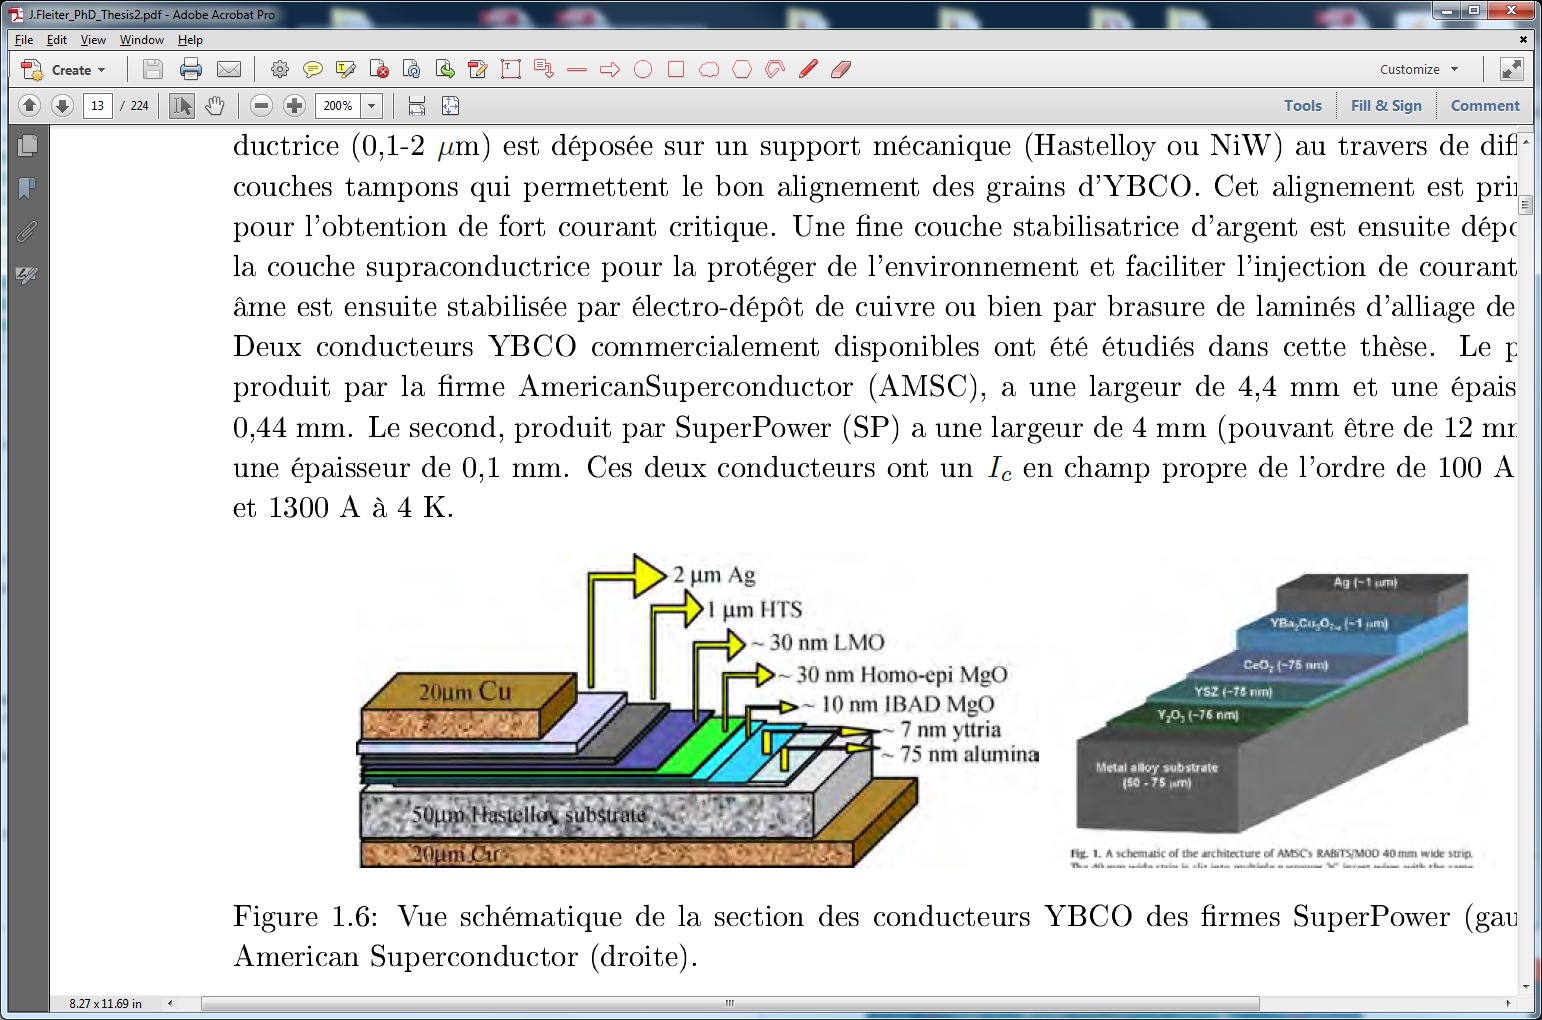 J.Fleiter_PhD_Thesis2.pdf - Adobe Acrobat Pro
File Edit View Window Help
Create
Customize
13 / 224
200%
Tools Fill & Sign Comment
ductrice (0,1-2 µm) est déposée sur un support mécanique (Hastelloy ou NiW) au travers de diff
couches tampons qui permettent le bon alignement des grains d'YBCO. Cet alignement est pri
pour l'obtention de fort courant critique. Une fine couche stabilisatrice d'argent est ensuite dépo
la couche supraconductrice pour la protéger de l'environnement et faciliter l'injection de courant
âme est ensuite stabilisée par électro-dépôt de cuivre ou bien par brasure de laminés d'alliage de
Deux conducteurs YBCO commercialement disponibles ont été étudiés dans cette thèse. Le p
produit par la firme AmericanSuperconductor (AMSC), a une largeur de 4,4 mm et une épais
0,44 mm. Le second, produit par SuperPower (SP) a une largeur de 4 mm (pouvant être de 12 m
une épaisseur de 0,1 mm. Ces deux conducteurs ont un Ic en champ propre de l'ordre de 100 A
et 1300 A à 4 K.
2 µm Ag
1 µm HTS
~ 30 nm LMO
~ 30 nm Homo-epi MgO
~ 10 nm IBAD MgO
~ 7 nm yttria
~ 75 nm alumina
20µm Cu
50µm Hastelloy substrate
20µm Cu
Ag (~1 µm)
YBa2Cu3O7-x (~1 µm)
CeO2 (~75 nm)
YSZ (~75 nm)
Y2O3 (~75 nm)
Metal alloy substrate
(50 - 75 µm)
Fig. 1. A schematic of the architecture of AMSC's RABiTS/MOD 40 mm wide strip.
Figure 1.6: Vue schématique de la section des conducteurs YBCO des firmes SuperPower (gau
American Superconductor (droite).
8.27 x 11.69 in